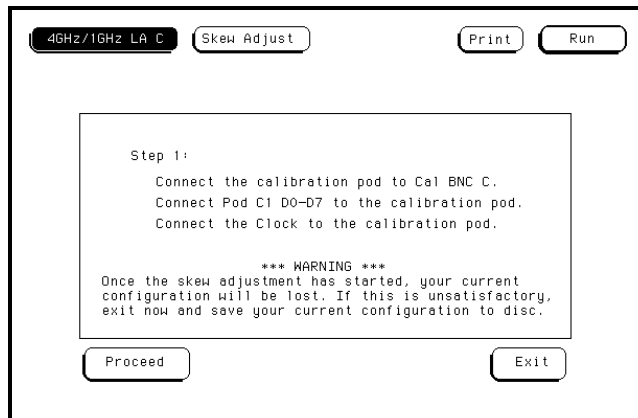 4GHz/1GHz LA C
Skew Adjust
Print
Run
Step 1:
Connect the calibration pod to Cal BNC C.
Connect Pod C1 D0-D7 to the calibration pod.
Connect the Clock to the calibration pod.
*** WARNING ***
Once the skew adjustment has started, your current
configuration will be lost. If this is unsatisfactory,
exit now and save your current configuration to disc.
Proceed
Exit